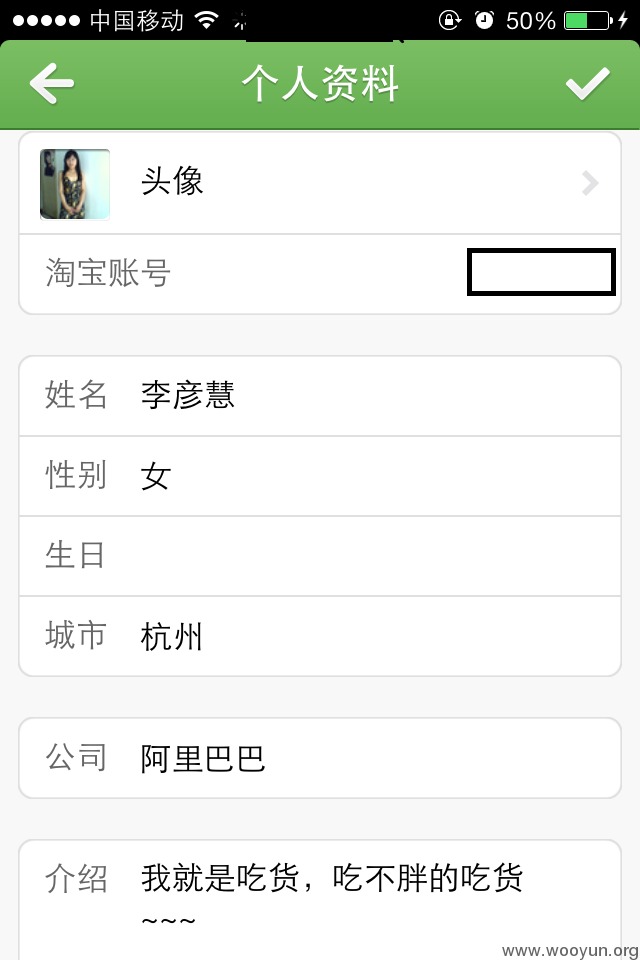 中国移动 50%
个人资料
头像
淘宝账号
姓名 李彦慧
性别 女
生日
城市 杭州
公司 阿里巴巴
介绍 我就是吃货，吃不胖的吃货
~~~
www.wooyun.org